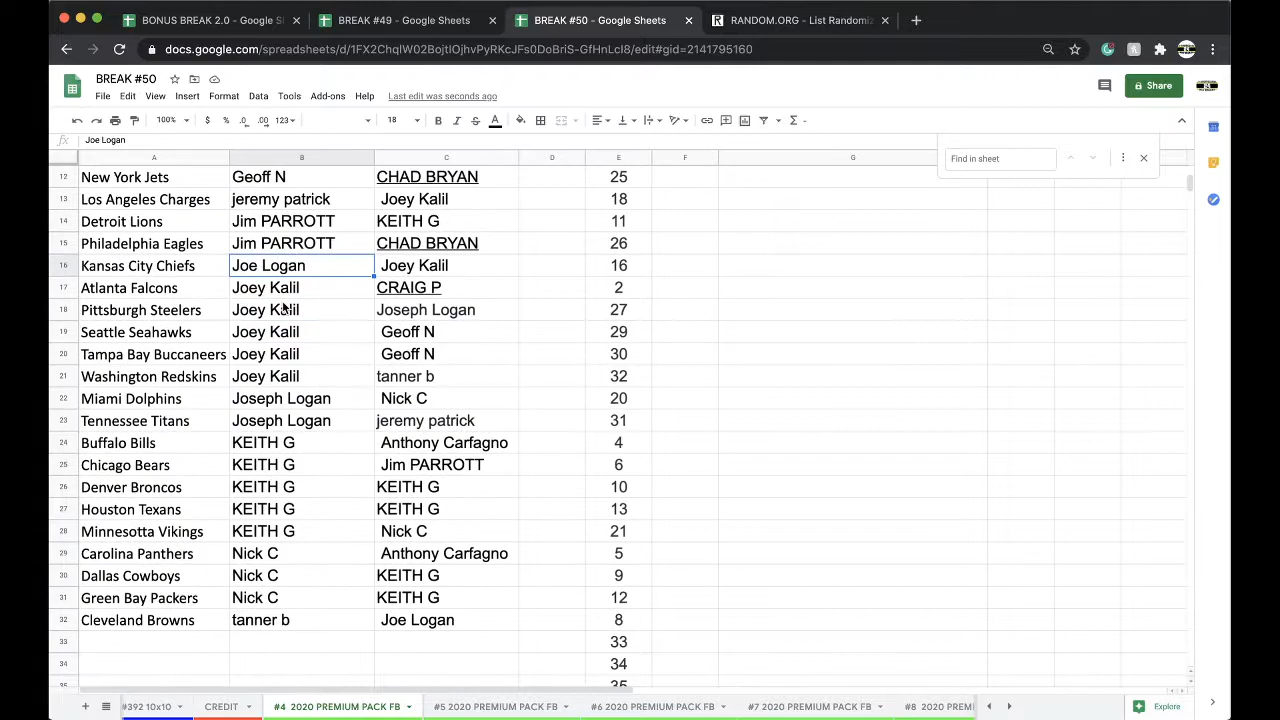 BONUS BREAK 2.0 - Google S
BREAK #49 - Google Sheets
BREAK #50 - Google Sheets
RANDOM.ORG - List Randomiz
docs.google.com/spreadsheets/d/1FX2ChqIW02BojtIOjhvPyRKcJFs0DoBriS-GfHnLcI8/edit#gid=2141795160
BREAK #50
File Edit View Insert Format Data Tools Add-ons Help Last edit was seconds ago
Share
100% $ % .0 .00 123 18 B I S A
fx Joe Logan
Find in sheet
A B C D E F G
12 New York Jets Geoff N CHAD BRYAN 25
13 Los Angeles Charges jeremy patrick Joey Kalil 18
14 Detroit Lions Jim PARROTT KEITH G 11
15 Philadelphia Eagles Jim PARROTT CHAD BRYAN 26
16 Kansas City Chiefs Joe Logan Joey Kalil 16
17 Atlanta Falcons Joey Kalil CRAIG P 2
18 Pittsburgh Steelers Joey Kalil Joseph Logan 27
19 Seattle Seahawks Joey Kalil Geoff N 29
20 Tampa Bay Buccaneers Joey Kalil Geoff N 30
21 Washington Redskins Joey Kalil tanner b 32
22 Miami Dolphins Joseph Logan Nick C 20
23 Tennessee Titans Joseph Logan jeremy patrick 31
24 Buffalo Bills KEITH G Anthony Carfagno 4
25 Chicago Bears KEITH G Jim PARROTT 6
26 Denver Broncos KEITH G KEITH G 10
27 Houston Texans KEITH G KEITH G 13
28 Minnesotta Vikings KEITH G Nick C 21
29 Carolina Panthers Nick C Anthony Carfagno 5
30 Dallas Cowboys Nick C KEITH G 9
31 Green Bay Packers Nick C KEITH G 12
32 Cleveland Browns tanner b Joe Logan 8
33 33
34 34
35 35
#392 10x10 CREDIT #4 2020 PREMIUM PACK FB #5 2020 PREMIUM PACK FB #6 2020 PREMIUM PACK FB #7 2020 PREMIUM PACK FB #8 2020 PREMI
Explore